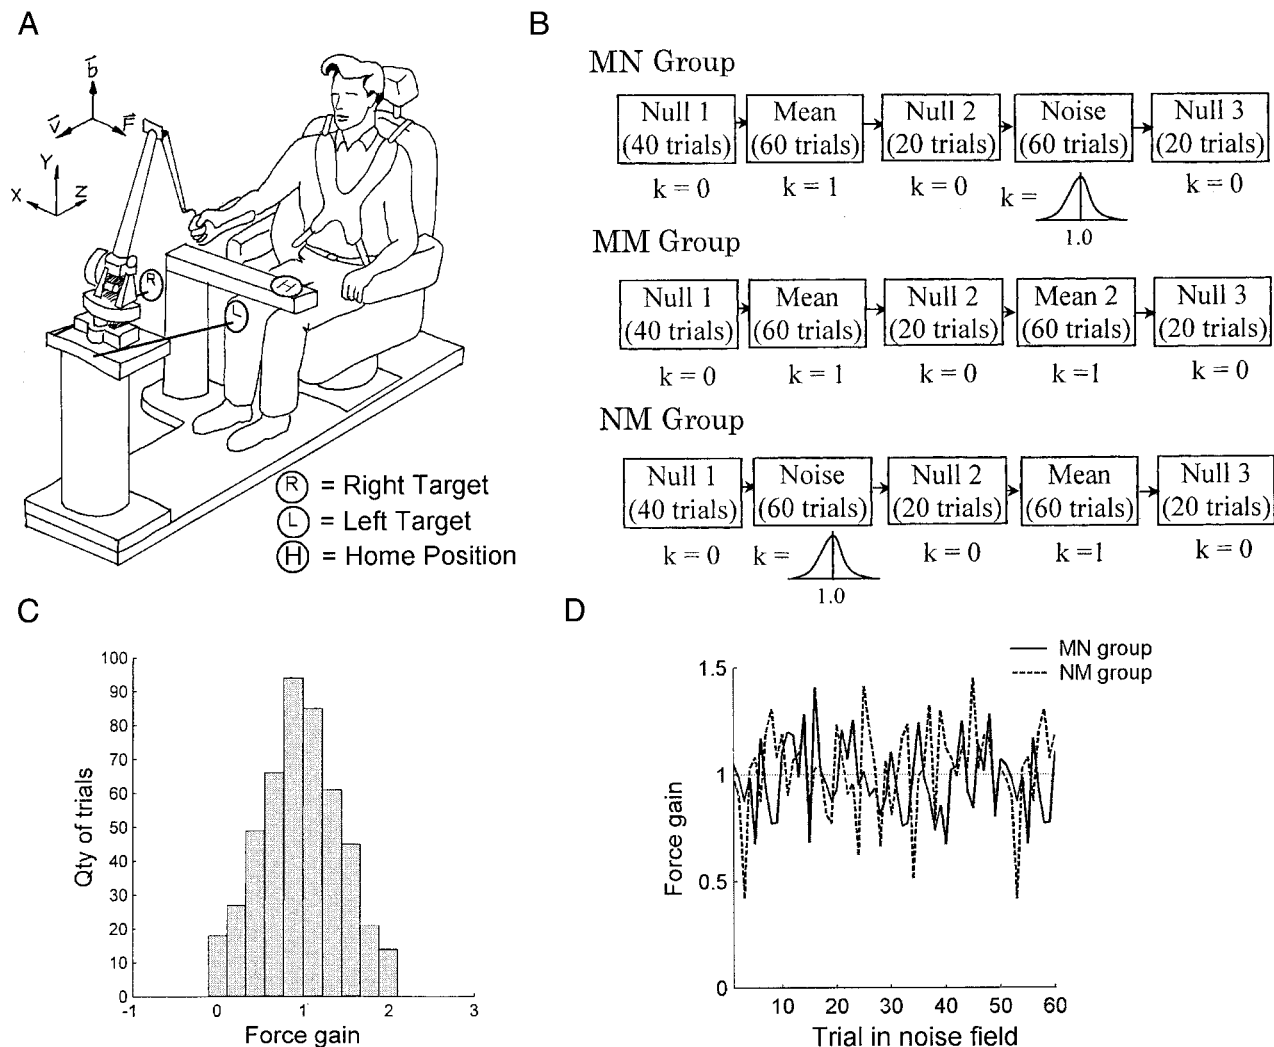 A
b
v
F
Y
X
Z
R
H
L
R = Right Target
L = Left Target
H = Home Position
B
MN Group
Null 1 Mean Null 2 Noise Null 3
(40 trials) (60 trials) (20 trials) (60 trials) (20 trials)
k = 0 k = 1 k = 0 k = k = 0
1.0
MM Group
Null 1 Mean Null 2 Mean 2 Null 3
(40 trials) (60 trials) (20 trials) (60 trials) (20 trials)
k = 0 k = 1 k = 0 k =1 k = 0
NM Group
Null 1 Noise Null 2 Mean Null 3
(40 trials) (60 trials) (20 trials) (60 trials) (20 trials)
k = 0 k = k = 0 k =1 k = 0
1.0
C
100
90
80
70
60
50
40
30
20
10
0
-1 0 1 2 3
Qty of trials
Force gain
D
MN group
NM group
1.5
1
0.5
0
10 20 30 40 50 60
Force gain
Trial in noise field